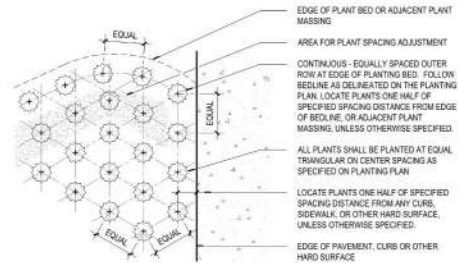 EDGE OF PLANT BED OR ADJACENT PLANT
MASSING
EQUAL
AREA FOR PLANT SPACING ADJUSTMENT
CONTINUOUS - EQUALLY SPACED OUTER
ROW AT EDGE OF PLANTING BED. FOLLOW
BEDLINE AS DELINEATED ON THE PLANTING
PLAN. LOCATE PLANTS ONE HALF OF
SPECIFIED SPACING DISTANCE FROM EDGE
OF BEDLINE, OR ADJACENT PLANT
MASSING, UNLESS OTHERWISE SPECIFIED.
EQUAL
ALL PLANTS SHALL BE PLANTED AT EQUAL
TRIANGULAR ON CENTER SPACING AS
SPECIFIED ON PLANTING PLAN
LOCATE PLANTS ONE HALF OF SPECIFIED
SPACING DISTANCE FROM ANY CURB,
SIDEWALK, OR OTHER HARD SURFACE,
UNLESS OTHERWISE SPECIFIED.
EQUAL
EQUAL
EDGE OF PAVEMENT, CURB OR OTHER
HARD SURFACE